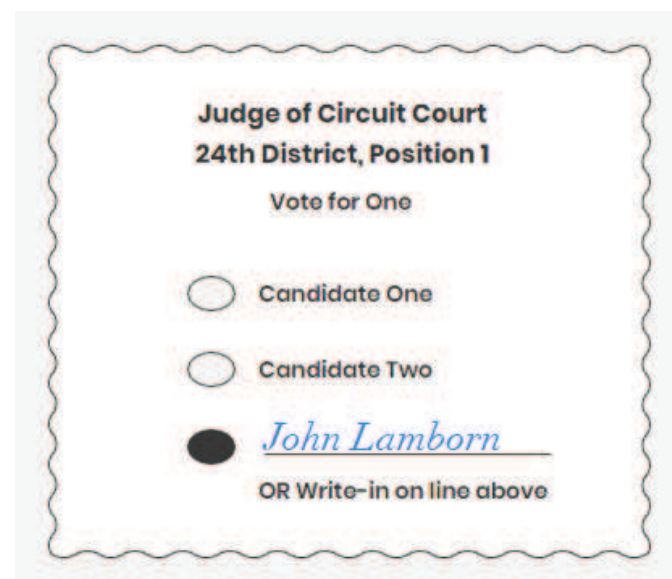 Judge of Circuit Court
24th District, Position 1
Vote for One
Candidate One
Candidate Two
John Lamborn
OR Write-in on line above